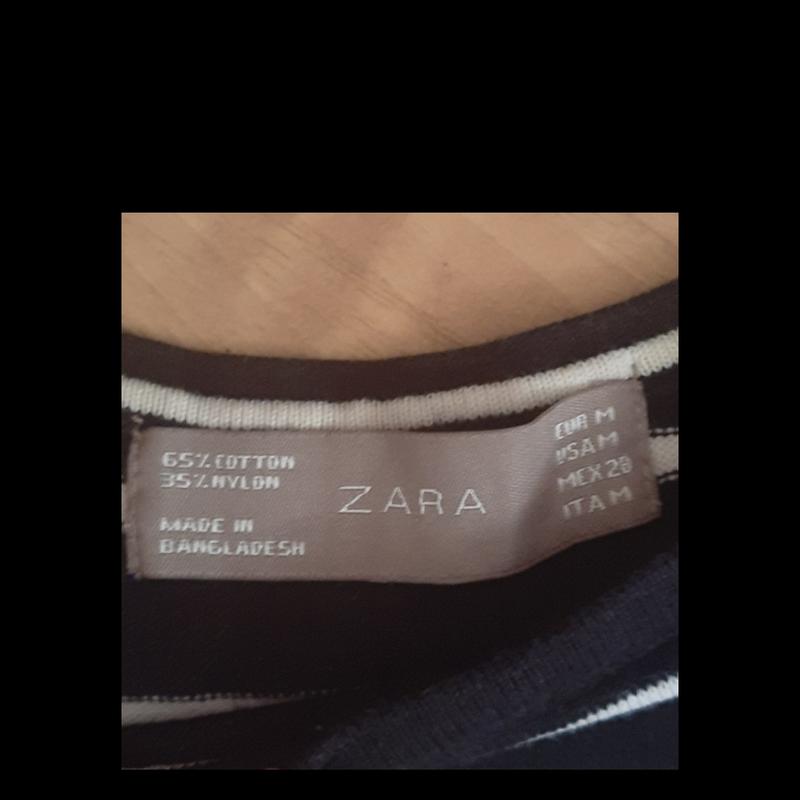 65% COTTON
35% NYLON
MADE IN
BANGLADESH
ZARA
EUR M
USA M
MEX 28
ITA M